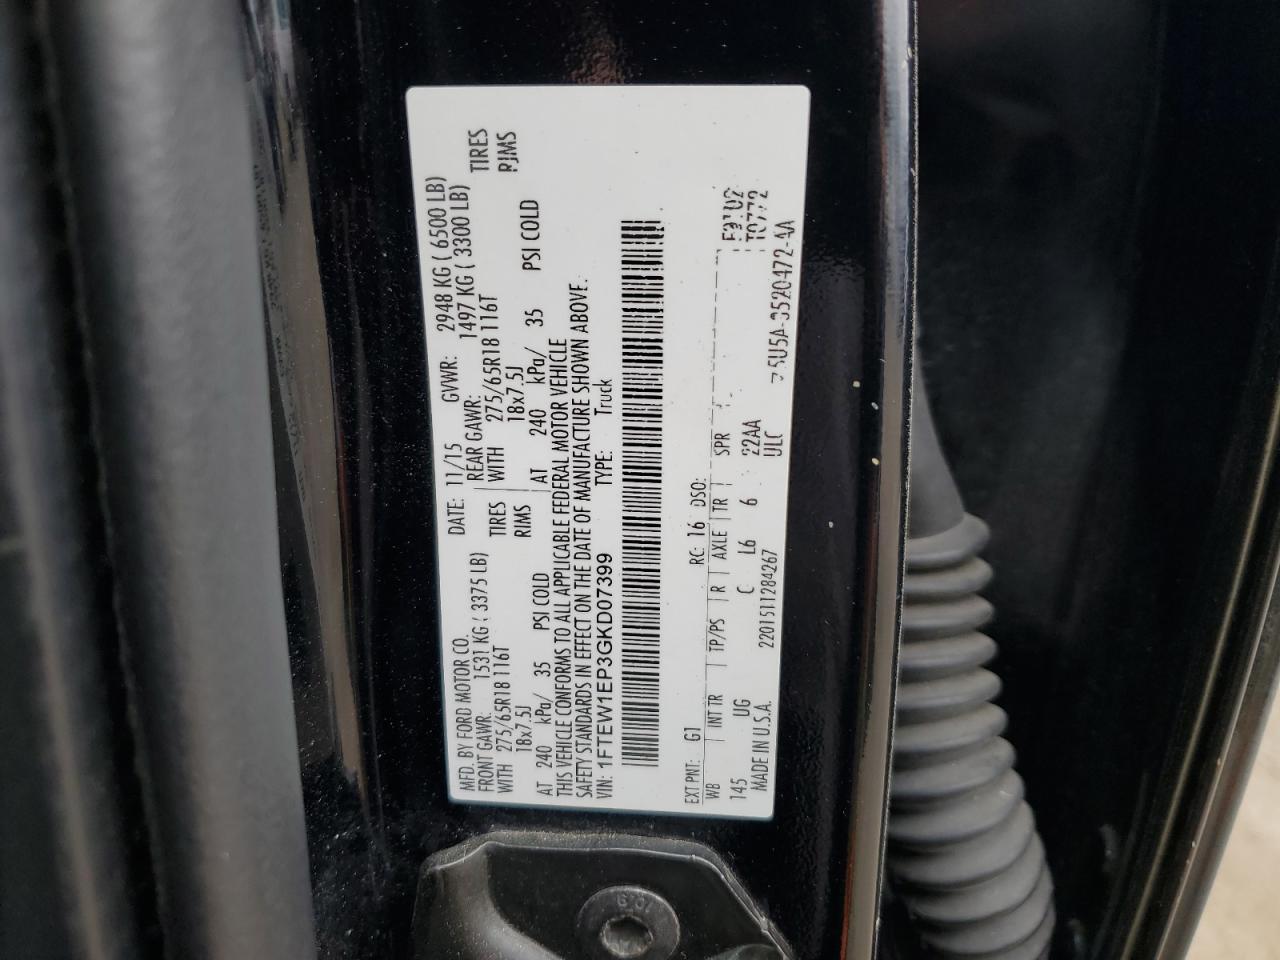 MFD. BY FORD MOTOR CO.
DATE: 11/15 GVWR: 2948 KG ( 6500 LB)
FRONT GAWR: 1531 KG ( 3375 LB)
REAR GAWR: 1497 KG ( 3300 LB)
WITH 275/65R18 116T TIRES
WITH 275/65R18 116T TIRES
18x7.5J RIMS
18x7.5J RIMS
AT 240 kPa/ 35 PSI COLD
AT 240 kPa/ 35 PSI COLD
THIS VEHICLE CONFORMS TO ALL APPLICABLE FEDERAL MOTOR VEHICLE
SAFETY STANDARDS IN EFFECT ON THE DATE OF MANUFACTURE SHOWN ABOVE.
VIN: 1FTEW1EP3GKD07399 TYPE: Truck
EXT PNT: G1 RC: 16 DSO:
WB INT TR TP/PS R AXLE TR SPR
145 UG C L6 6 22AA
MADE IN U.S.A. 22015111284267 ULC
10.9